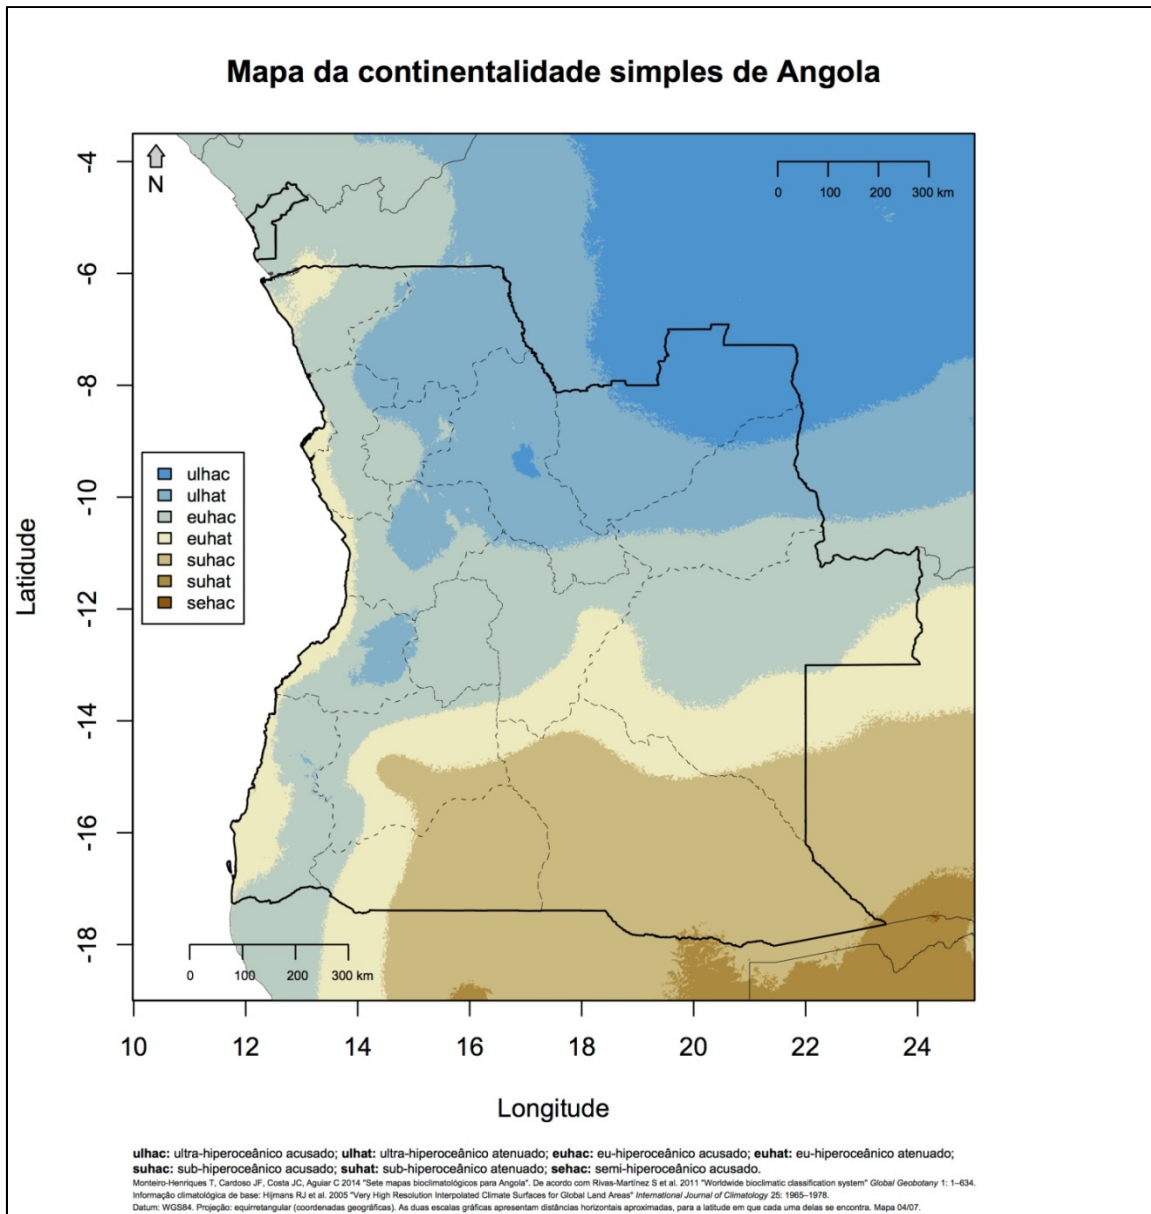 Mapa da continentalidade simples de Angola
N
0 100 200 300 km
-4
-6
-8
-10
-12
-14
-16
-18
Latidude
ulhac
ulhat
euhac
euhat
suhac
suhat
sehac
0 100 200 300 km
10 12 14 16 18 20 22 24
Longitude
ulhac: ultra-hiperoceânico acusado; ulhat: ultra-hiperoceânico atenuado; euhac: eu-hiperoceânico acusado; euhat: eu-hiperoceânico atenuado;
suhac: sub-hiperoceânico acusado; suhat: sub-hiperoceânico atenuado; sehac: semi-hiperoceânico acusado.
Monteiro-Henriques T, Cardoso JF, Costa JC, Aguiar C 2014 "Sete mapas bioclimatológicos para Angola". De acordo com Rivas-Martínez S et al. 2011 "Worldwide bioclimatic classification system" Global Geobotany 1: 1–634.
Informação climatológica de base: Hijmans RJ et al. 2005 "Very High Resolution Interpolated Climate Surfaces for Global Land Areas" International Journal of Climatology 25: 1965–1978.
Datum: WGS84. Projeção: equirretangular (coordenadas geográficas). As duas escalas gráficas apresentam distâncias horizontais aproximadas, para a latitude em que cada uma delas se encontra. Mapa 04/07.